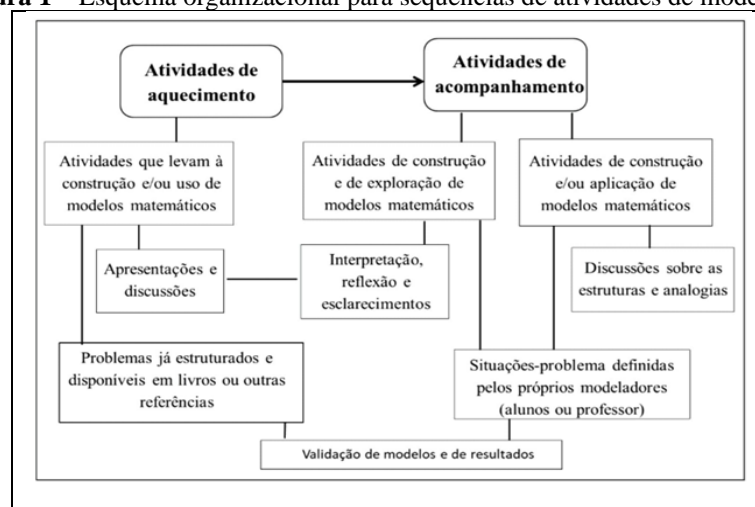 Esquema organizacional para sequências de atividades de
Atividades de
aquecimento
Atividades de
acompanhamento
Atividades que levam à
construção e/ou uso de
modelos matemáticos
Atividades de construção
e de exploração de
modelos matemáticos
Atividades de construção
e/ou aplicação de
modelos matemáticos
Apresentações e
discussões
Interpretação,
reflexão e
esclarecimentos
Discussões sobre as
estruturas e analogias
Problemas já estruturados e
disponíveis em livros ou outras
referências
Situações-problema definidas
pelos próprios modeladores
(alunos ou professor)
Validação de modelos e de resultados